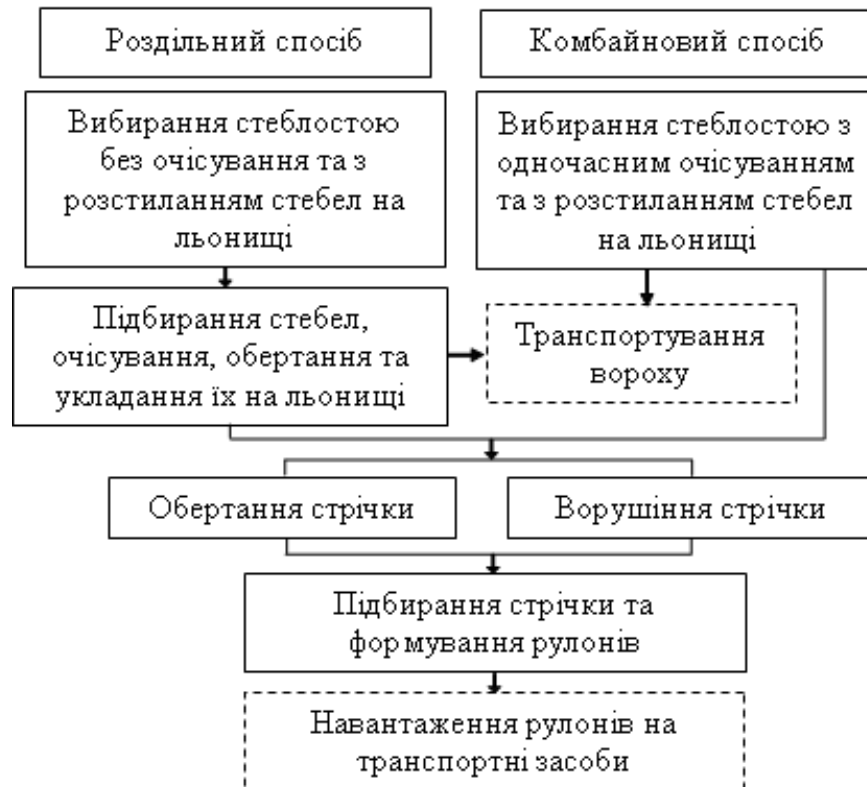 Роздільний спосіб
Комбайновий спосіб
Вибирання стеблостою
без очісування та з
розстиланням стебел на
льонищі
Вибирання стеблостою з
одночасним очісуванням
та з розстиланням стебел
на льонищі
Підбирання стебел,
очісування, обертання та
укладання їх на льонищі
Транспортування
вороху
Обертання стрічки
Ворушіння стрічки
Підбирання стрічки та
формування рулонів
Навантаження рулонів на
транспортні засоби